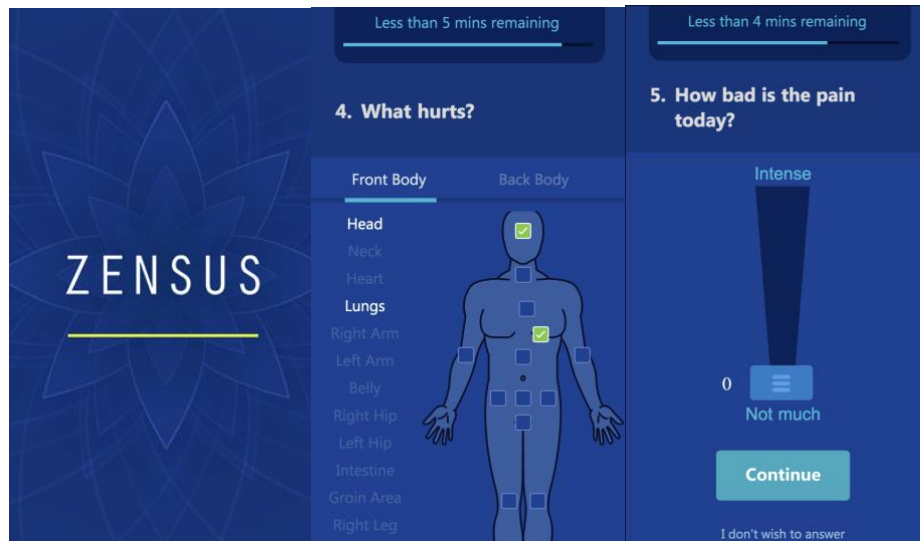 ZENSUS
Less than 5 mins remaining
4. What hurts?
Front Body
Back Body
Head
Neck
Heart
Lungs
Right Arm
Left Arm
Belly
Right Hip
Left Hip
Intestine
Groin Area
Right Leg
Less than 4 mins remaining
5. How bad is the pain
today?
Intense
0
Not much
Continue
I don't wish to answer